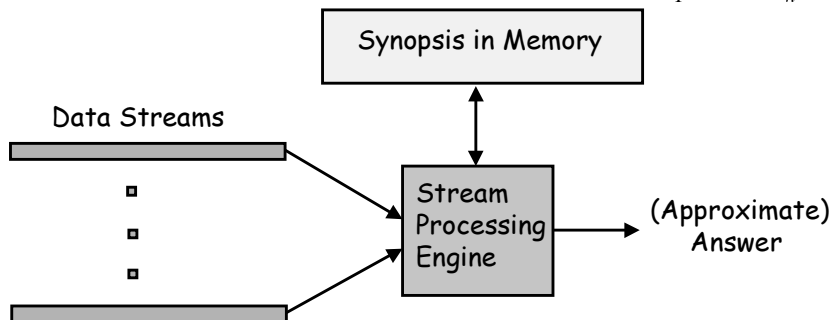 Synopsis in Memory
Data Streams
Stream
Processing
Engine
(Approximate)
Answer